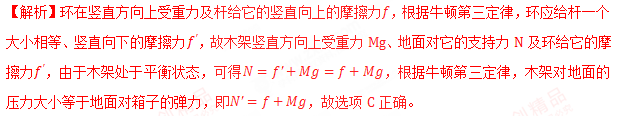 【解析】环在竖直方向上受重力及杆给它的竖直向上的摩擦力f，根据牛顿第三定律，环应给杆一个
大小相等、竖直向下的摩擦力f′，故木架竖直方向上受重力 Mg、地面对它的支持力 N 及环给它的摩
擦力f′，由于木架处于平衡状态，可得N = f′ + Mg = f + Mg，根据牛顿第三定律，木架对地面的
压力大小等于地面对箱子的弹力，即N′ = f + Mg，故选项 C 正确。